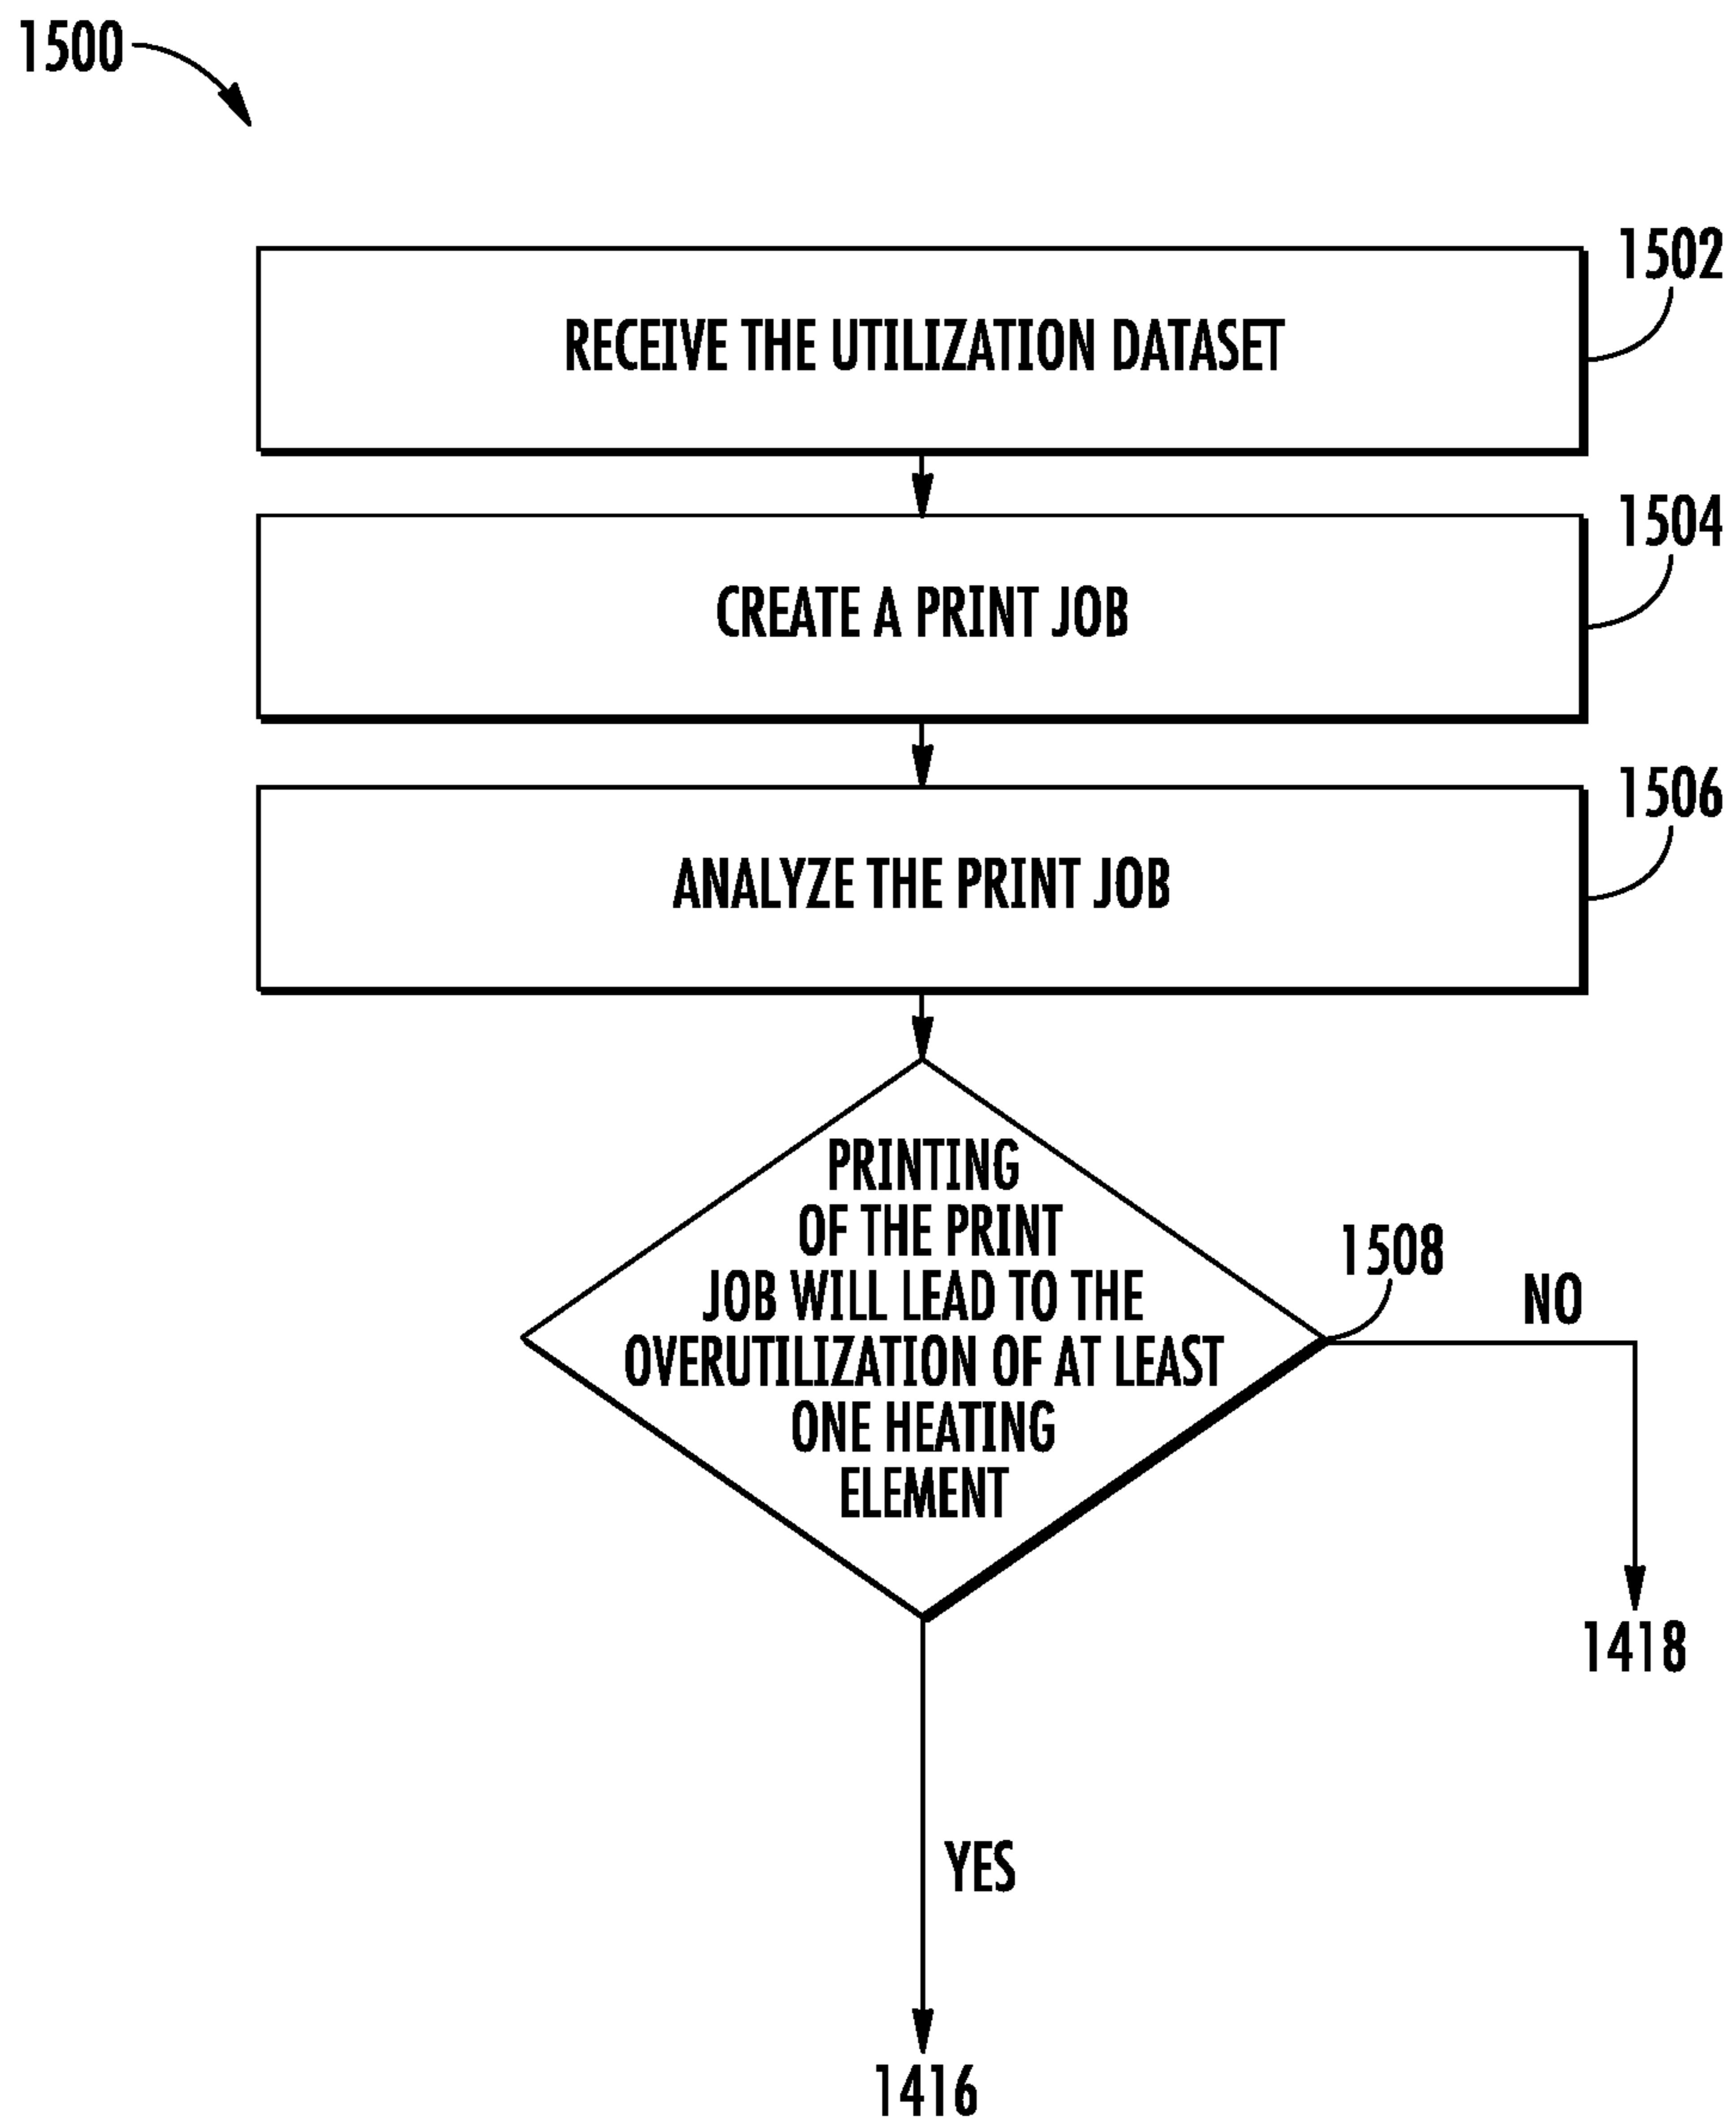 1500
1502
RECEIVE THE UTILIZATION DATASET
1504
CREATE A PRINT JOB
1506
ANALYZE THE PRINT JOB
PRINTING
OF THE PRINT
JOB WILL LEAD TO THE
OVERUTILIZATION OF AT LEAST
ONE HEATING
ELEMENT
1508
NO
1418
YES
1416